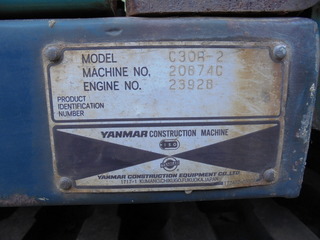 MODEL C30R-2
MACHINE NO. 20674C
ENGINE NO. 23928
PRODUCT
IDENTIFICATION
NUMBER
YANMAR CONSTRUCTION MACHINE
YANMAR CONSTRUCTION EQUIPMENT CO.,LTD.